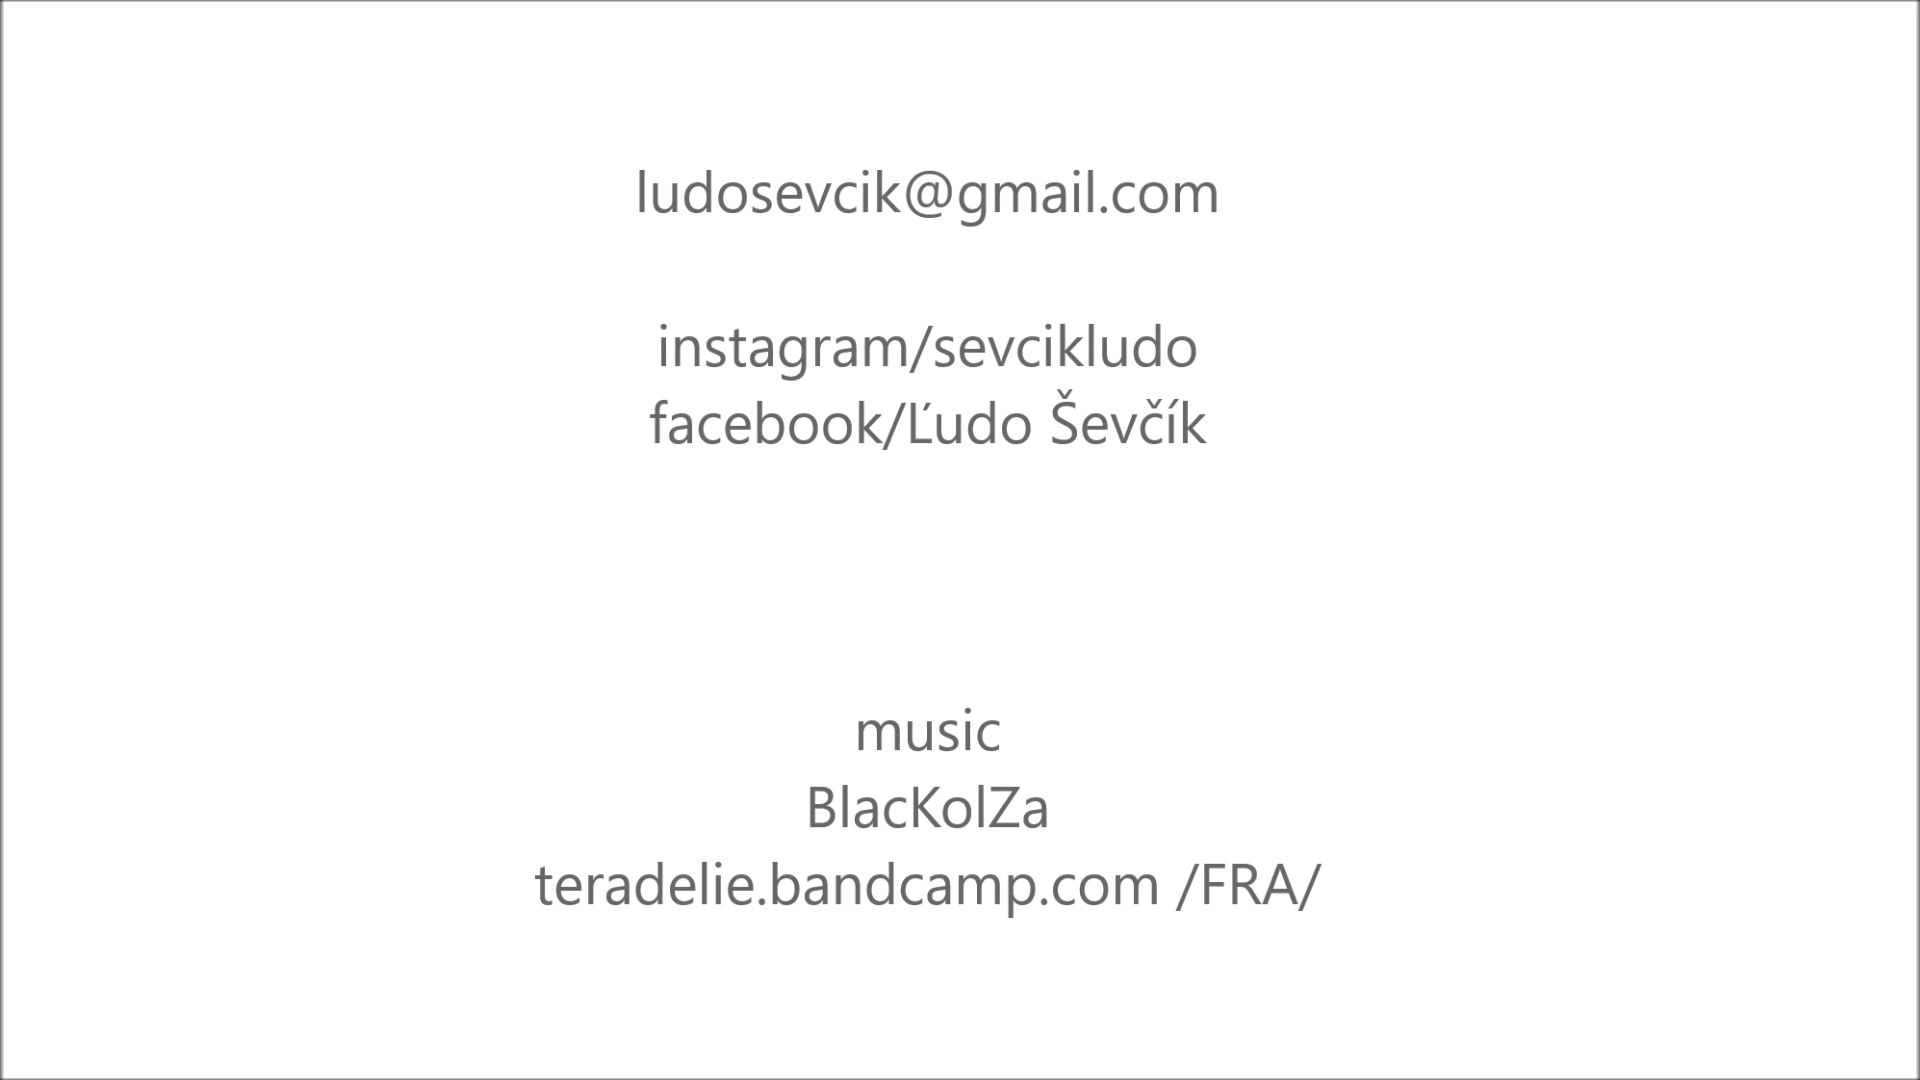 ludosevcik@gmail.com
instagram/sevcikludo
facebook/Ľudo Ševčík
music
BlacKolZa
teradelie.bandcamp.com /FRA/